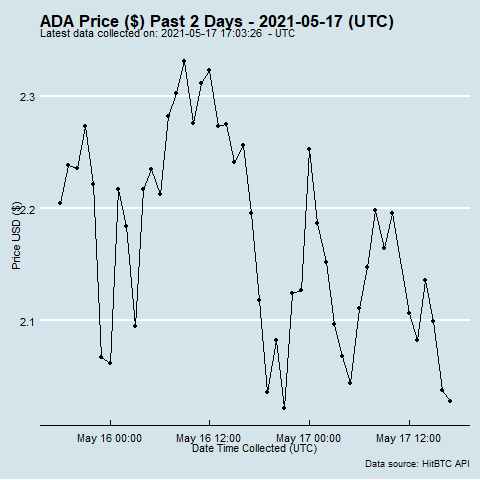 ADA Price ($) Past 2 Days - 2021-05-17 (UTC)
Latest data collected on: 2021-05-17 17:03:26 - UTC
2.3
2.2
2.1
Price USD ($)
May 16 00:00
May 16 12:00
May 17 00:00
May 17 12:00
Date Time Collected (UTC)
Data source: HitBTC API